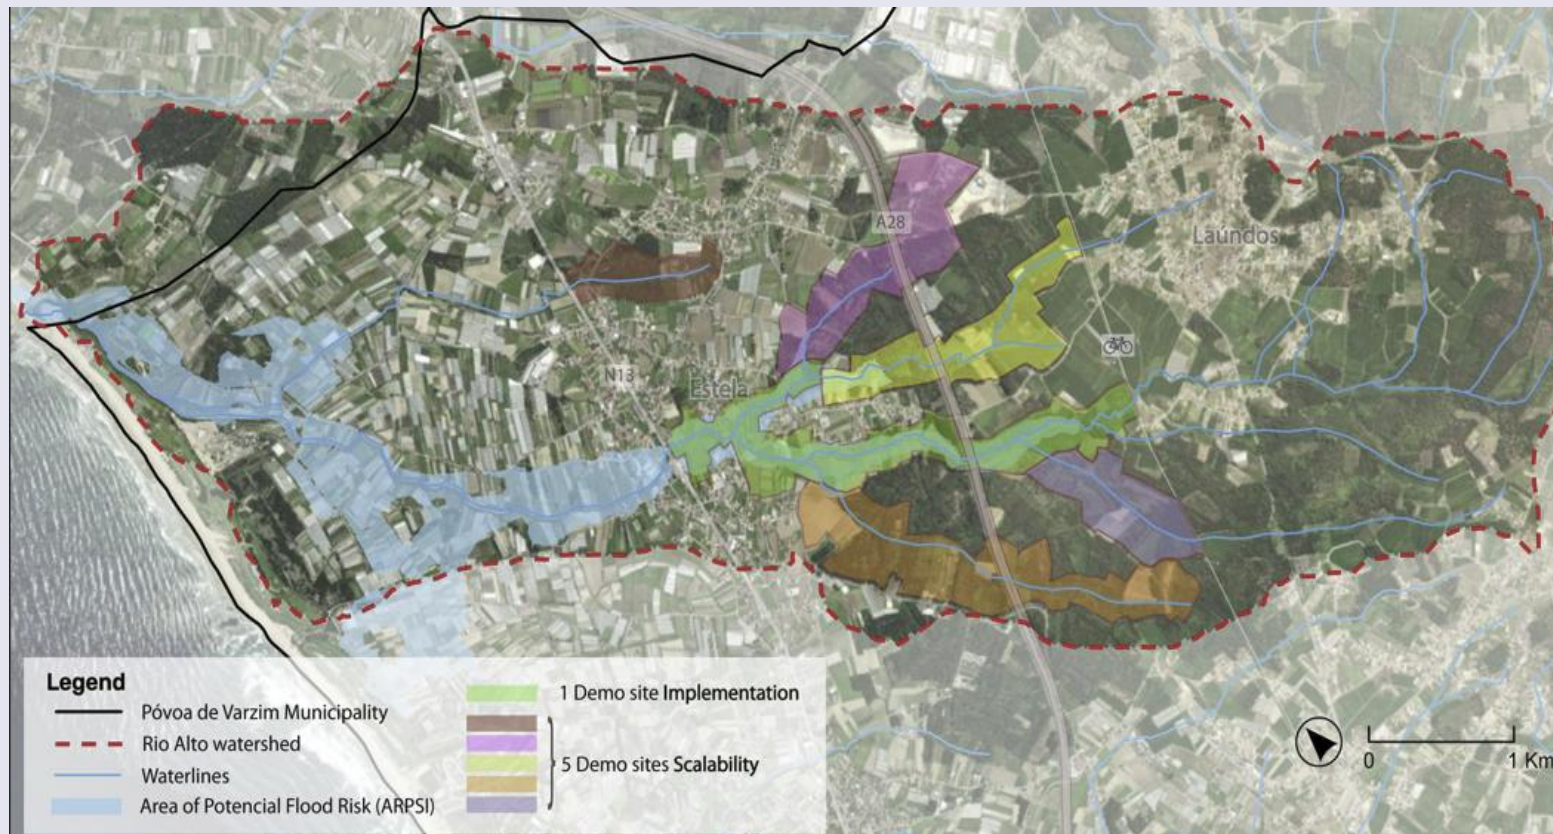 A28
Laúndos
N13
Estela
Legend
Póvoa de Varzim Municipality
Rio Alto watershed
Waterlines
Area of Potencial Flood Risk (ARPSI)
1 Demo site Implementation
5 Demo sites Scalability
0 1 Km